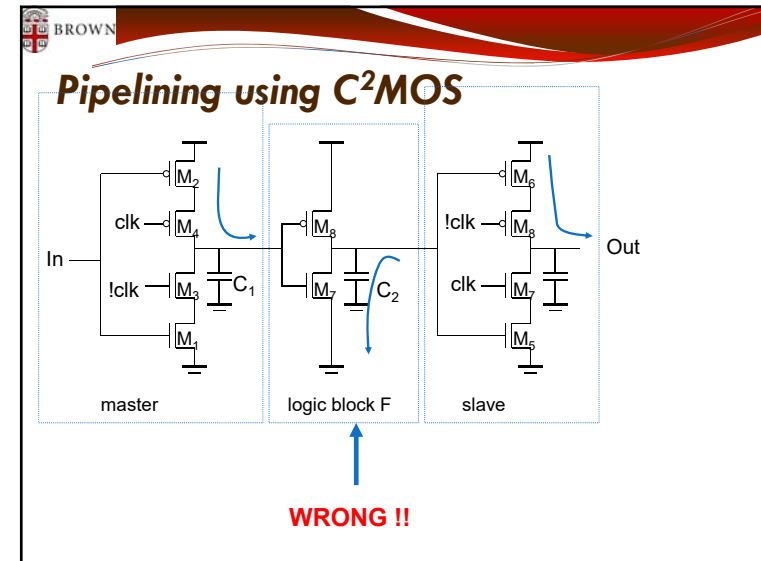 BROWN
Pipelining using C²MOS
M₂ M₆
clk M₄ M₈ !clk M₈
In Out
!clk M₃ C₁ M₇ C₂ clk M₇
M₁ M₅
master logic block F slave
WRONG !!